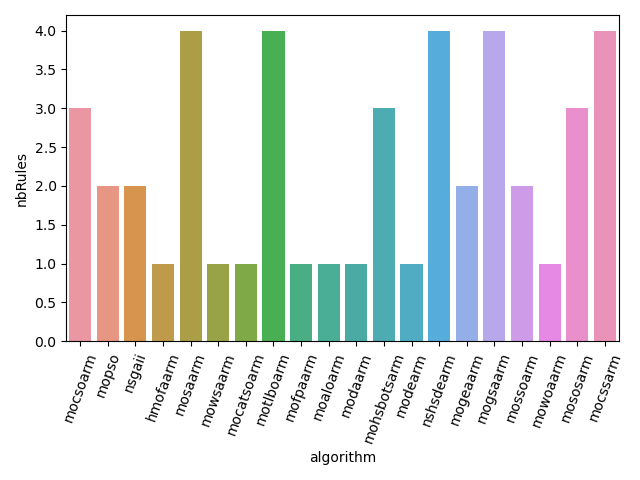 nbRules
4.0
3.5
3.0
2.5
2.0
1.5
1.0
0.5
0.0
mocsoarm
mopso
nsgaii
hmofaarm
mosaarm
mowsaarm
mocatsoarm
motlboarm
mofpaarm
moaloarm
modaarm
mohsbotsarm
modearm
nshsdearm
mogeaarm
mogsaarm
mossoarm
mowoaarm
mososarm
mocssarm
algorithm